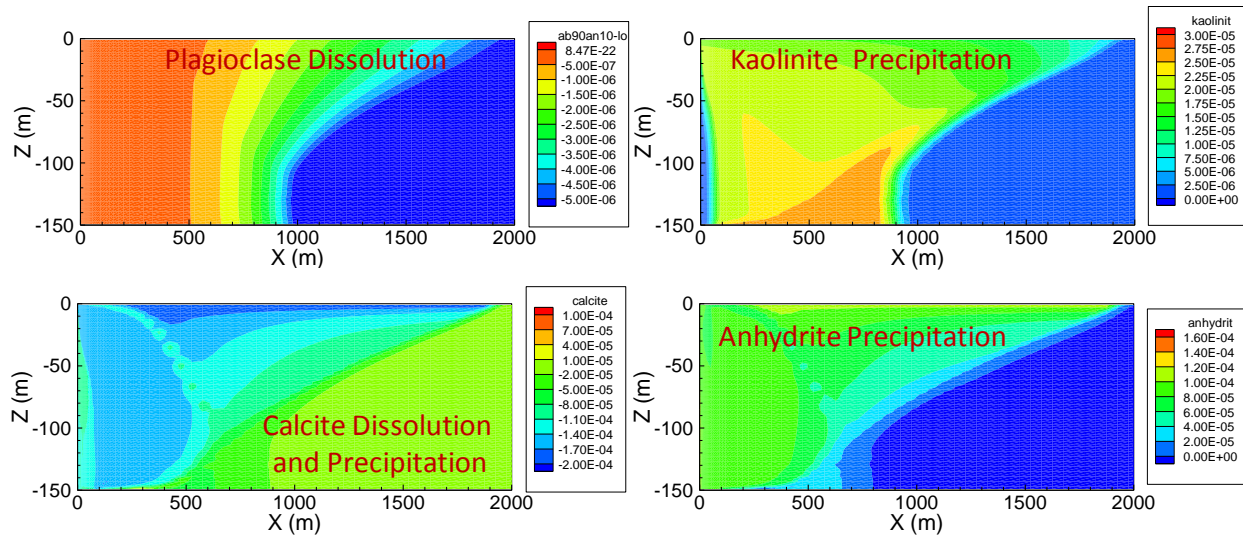 ab90an10-lo
8.47E-22
-5.00E-07
-1.00E-06
-2.00E-06
-2.50E-06
-3.50E-06
-4.50E-06
-5.00E-06
Plagioclase Dissolution
Z (m)
0
-50
-100
-150
0 500 1000 1500 2000
X (m)
kaolinit
3.00E-05
2.75E-05
2.50E-05
2.25E-05
2.00E-05
1.75E-05
1.50E-05
1.25E-05
1.00E-05
7.50E-06
5.00E-06
2.50E-06
0.00E+00
Kaolinite Precipitation
Z (m)
0
-50
-100
-150
0 500 1000 1500 2000
X (m)
calcite
1.00E-04
7.00E-05
4.00E-05
1.00E-05
-2.00E-05
-5.00E-05
-8.00E-05
-1.10E-04
-1.40E-04
-1.70E-04
-2.00E-04
Calcite Dissolution
and Precipitation
Z (m)
0
-50
-100
-150
0 500 1000 1500 2000
X (m)
anhydrit
1.60E-04
1.40E-04
1.20E-04
1.00E-04
8.00E-05
6.00E-05
4.00E-05
2.00E-05
0.00E+00
Anhydrite Precipitation
Z (m)
0
-50
-100
-150
0 500 1000 1500 2000
X (m)